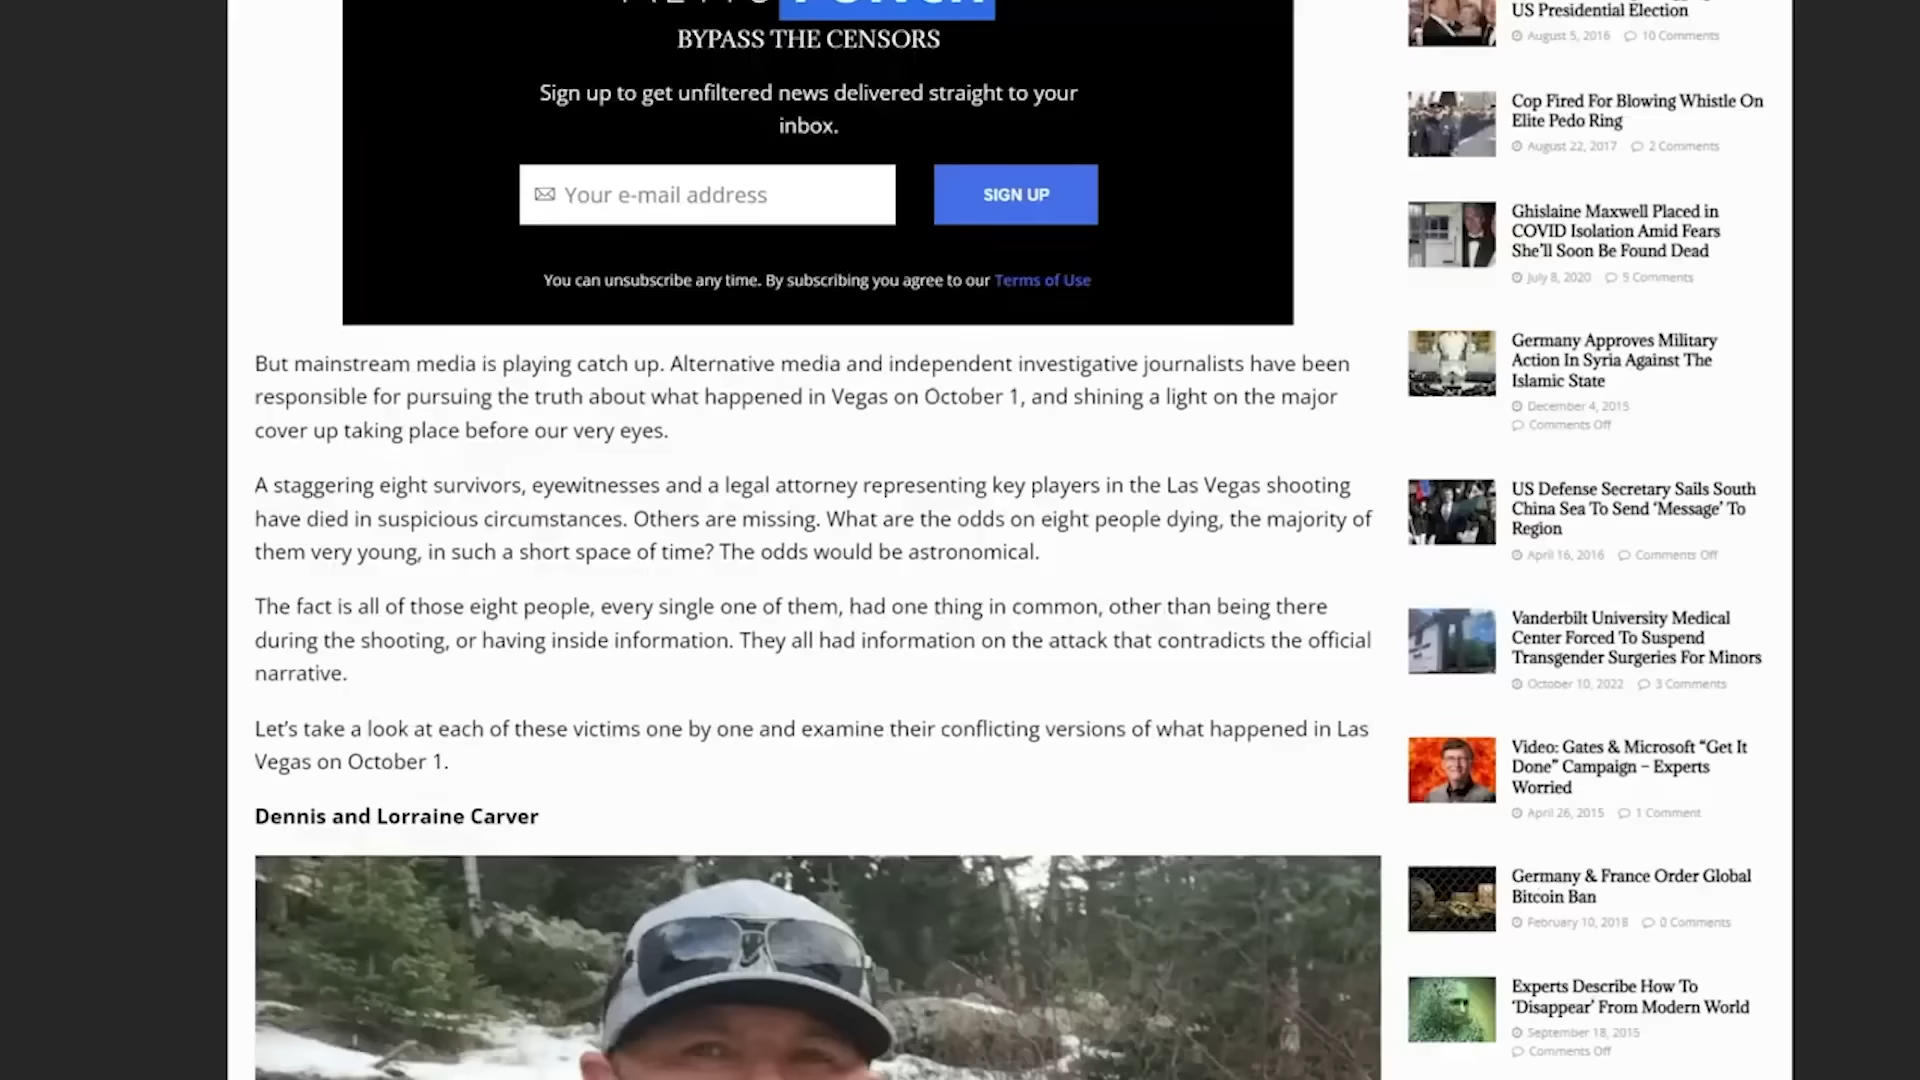 BYPASS THE CENSORS
Sign up to get unfiltered news delivered straight to your
inbox.
Your e-mail address
SIGN UP
You can unsubscribe any time. By subscribing you agree to our Terms of Use
But mainstream media is playing catch up. Alternative media and independent investigative journalists have been
responsible for pursuing the truth about what happened in Vegas on October 1, and shining a light on the major
cover up taking place before our very eyes.
A staggering eight survivors, eyewitnesses and a legal attorney representing key players in the Las Vegas shooting
have died in suspicious circumstances. Others are missing. What are the odds on eight people dying, the majority of
them very young, in such a short space of time? The odds would be astronomical.
The fact is all of those eight people, every single one of them, had one thing in common, other than being there
during the shooting, or having inside information. They all had information on the attack that contradicts the official
narrative.
Let’s take a look at each of these victims one by one and examine their conflicting versions of what happened in Las
Vegas on October 1.
Dennis and Lorraine Carver
US Presidential Election
August 5, 2016 10 Comments
Cop Fired For Blowing Whistle On
Elite Pedo Ring
August 22, 2017 2 Comments
Ghislaine Maxwell Placed in
COVID Isolation Amid Fears
She’ll Soon Be Found Dead
July 8, 2020 5 Comments
Germany Approves Military
Action In Syria Against The
Islamic State
December 4, 2015
Comments Off
US Defense Secretary Sails South
China Sea To Send ‘Message’ To
Region
April 16, 2016 Comments Off
Vanderbilt University Medical
Center Forced To Suspend
Transgender Surgeries For Minors
October 10, 2022 3 Comments
Video: Gates & Microsoft “Get It
Done” Campaign – Experts
Worried
April 26, 2015 1 Comment
Germany & France Order Global
Bitcoin Ban
February 10, 2018 0 Comments
Experts Describe How To
‘Disappear’ From Modern World
September 18, 2015
Comments Off